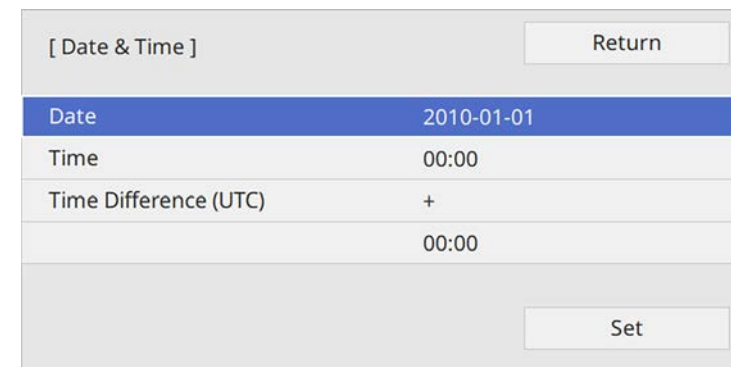 [ Date & Time ] Return
Date 2010-01-01
Time 00:00
Time Difference (UTC) +
00:00
Set